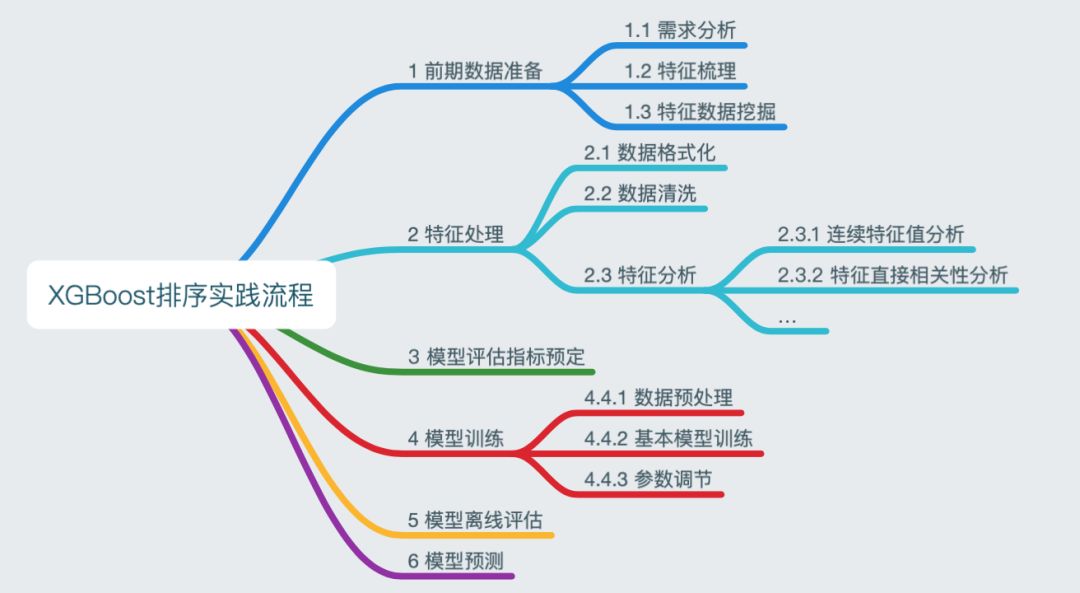 XGBoost排序实践流程
1 前期数据准备
1.1 需求分析
1.2 特征梳理
1.3 特征数据挖掘
2 特征处理
2.1 数据格式化
2.2 数据清洗
2.3 特征分析
2.3.1 连续特征值分析
2.3.2 特征直接相关性分析
...
3 模型评估指标预定
4 模型训练
4.4.1 数据预处理
4.4.2 基本模型训练
4.4.3 参数调节
5 模型离线评估
6 模型预测